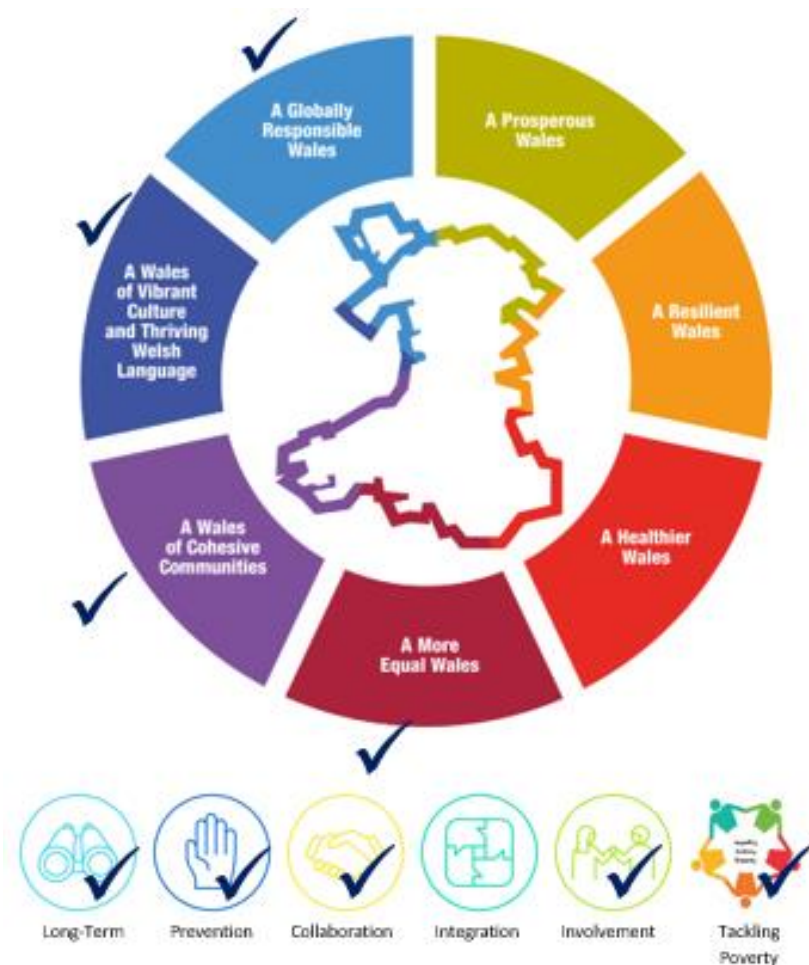 A Globally
Responsible
Wales
A Prosperous
Wales
A Wales
of Vibrant
Culture
and Thriving
Welsh
Language
A Resilient
Wales
A Wales
of Cohesive
Communities
A Healthier
Wales
A More
Equal Wales
Long-Term
Prevention
Collaboration
Integration
Involvement
Tackling
Poverty